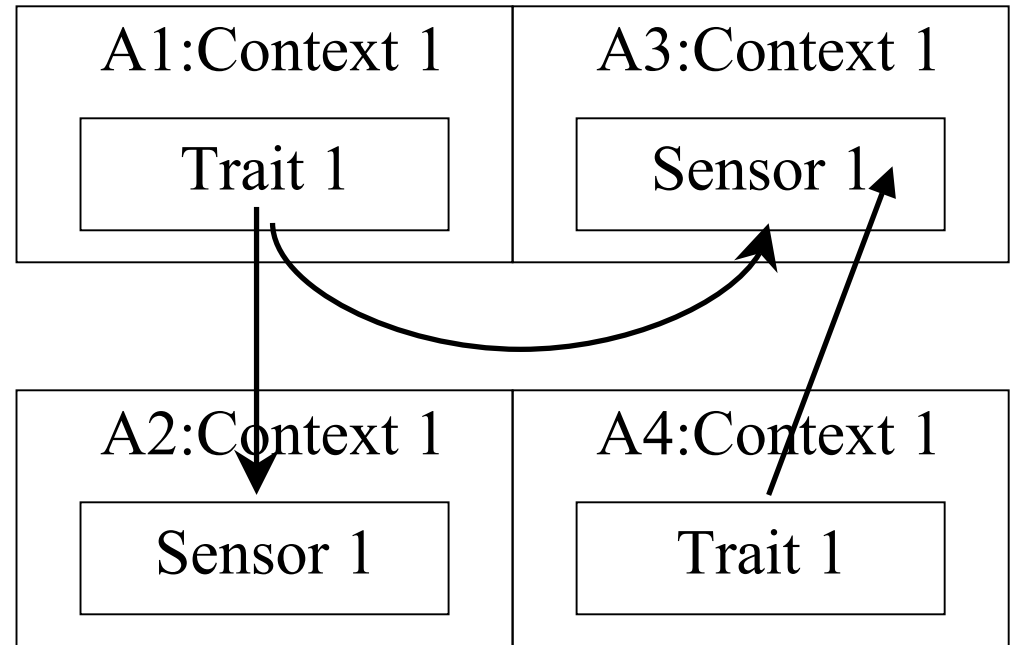 A1:Context 1
Trait 1
A3:Context 1
Sensor 1
A2:Context 1
Sensor 1
A4:Context 1
Trait 1